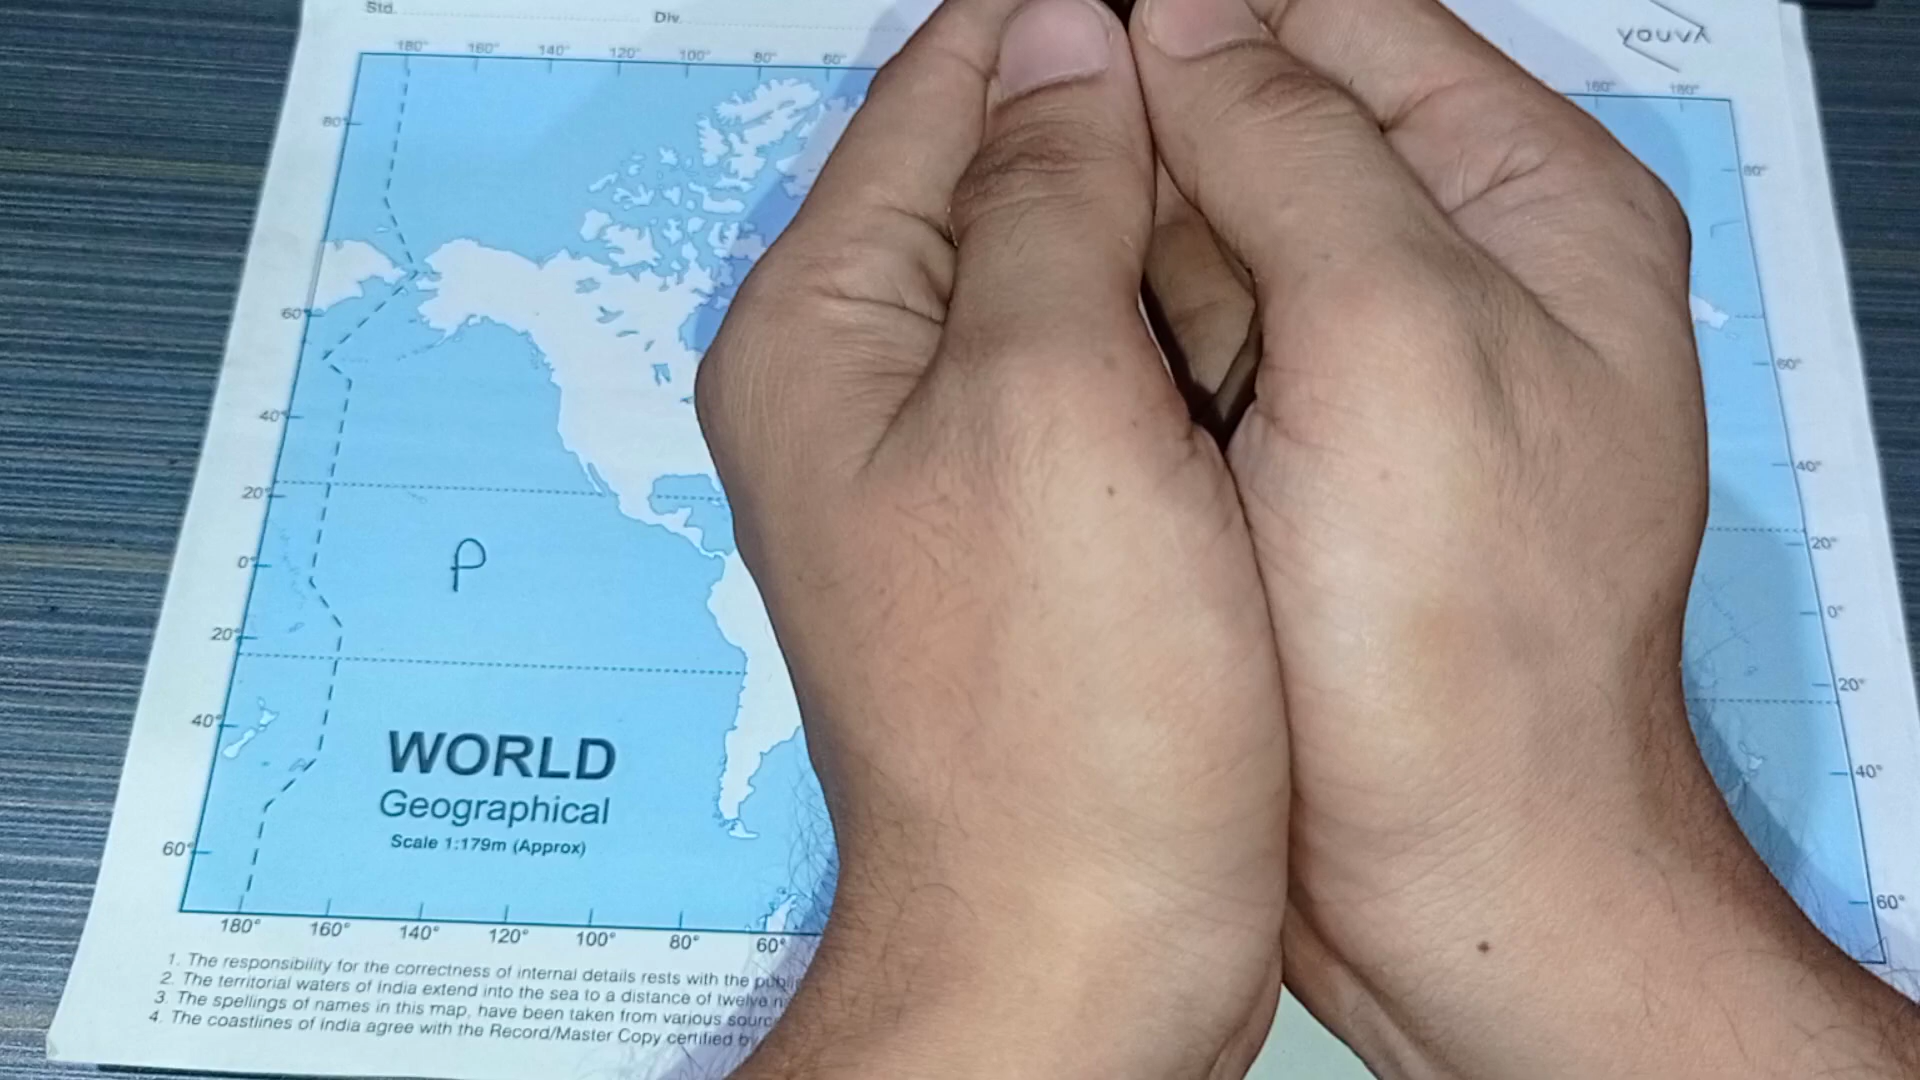 Std. Div.
youvy
180° 160° 140° 120° 100° 80° 60° 160° 180°
80° 80°
60° 60°
40° 40°
20° 20°
0° 0°
P
20° 20°
40° 40°
WORLD
Geographical
Scale 1:179m (Approx)
60° 60°
180° 160° 140° 120° 100° 80° 60°
1. The responsibility for the correctness of internal details rests with the
2. The territorial waters of India extend into the sea to a distance of twelve
3. The spellings of names in this map, have been taken from various
4. The coastlines of India agree with the Record/Master Copy certified